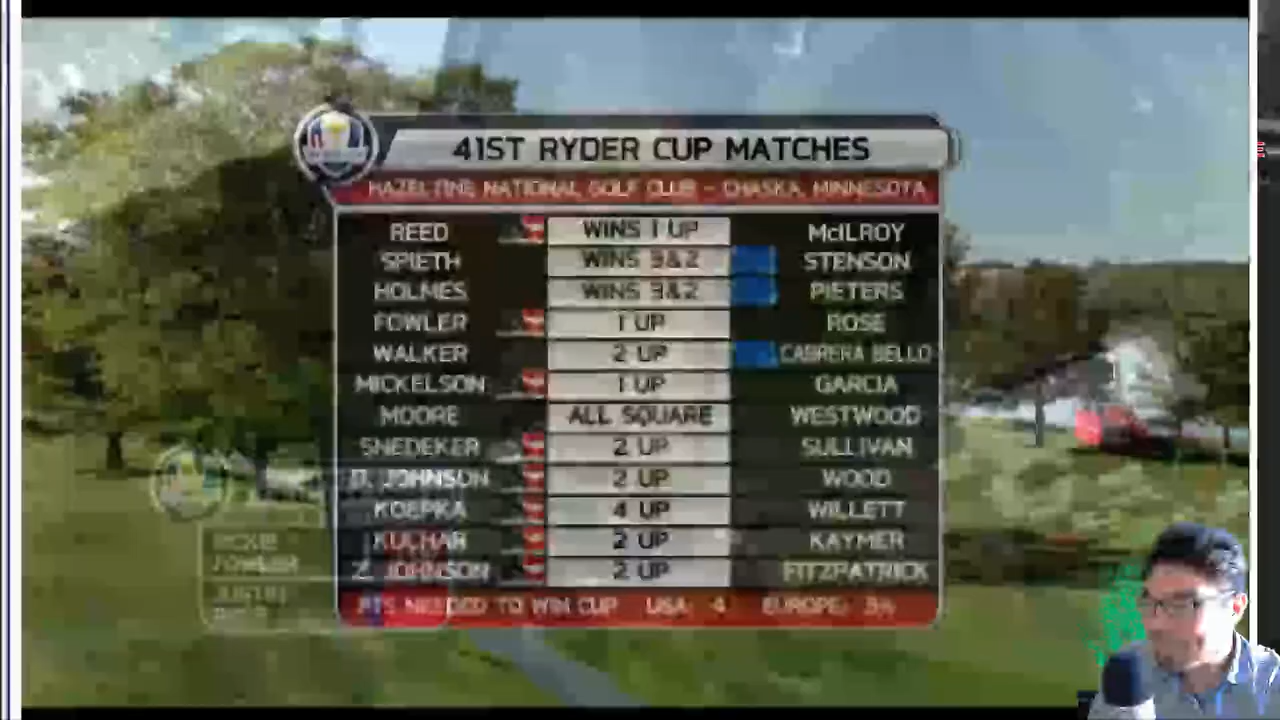 41ST RYDER CUP MATCHES
HAZELTINE NATIONAL GOLF CLUB - CHASKA, MINNESOTA
REED WINS 1 UP McILROY
SPIETH WINS 3&2 STENSON
HOLMES WINS 3&2 PIETERS
FOWLER 1 UP ROSE
WALKER 2 UP CABRERA BELLO
MICKELSON 1 UP GARCIA
MOORE ALL SQUARE WESTWOOD
SNEDEKER 2 UP SULLIVAN
D. JOHNSON 2 UP WOOD
KOEPKA 4 UP WILLETT
KUCHAR 2 UP KAYMER
Z. JOHNSON 2 UP FITZPATRICK
PTS NEEDED TO WIN CUP USA: 4 EUROPE:
RICKIE
FOWLER
JUSTIN